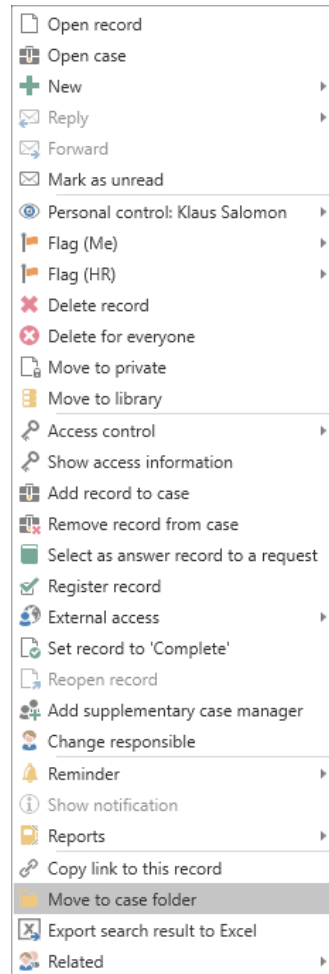 Open record
Open case
New
Reply
Forward
Mark as unread
Personal control: Klaus Salomon
Flag (Me)
Flag (HR)
Delete record
Delete for everyone
Move to private
Move to library
Access control
Show access information
Add record to case
Remove record from case
Select as answer record to a request
Register record
External access
Set record to 'Complete'
Reopen record
Add supplementary case manager
Change responsible
Reminder
Show notification
Reports
Copy link to this record
Move to case folder
Export search result to Excel
Related